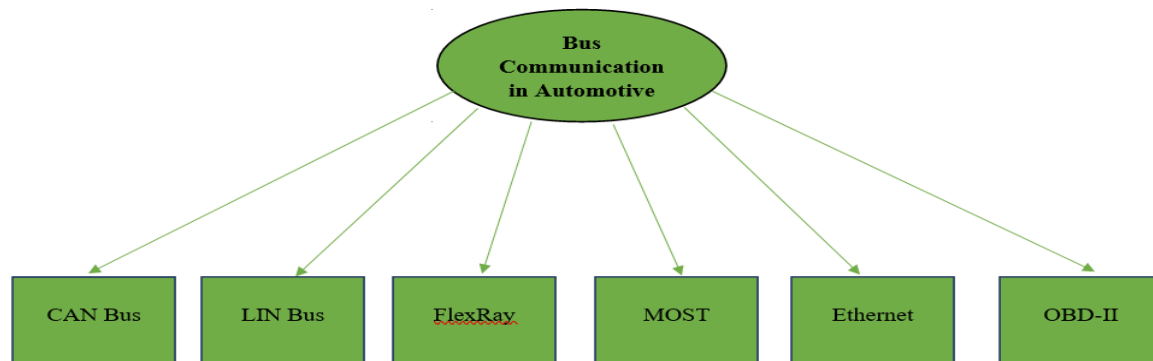 Bus
Communication
in Automotive
CAN Bus
LIN Bus
FlexRay
MOST
Ethernet
OBD-II